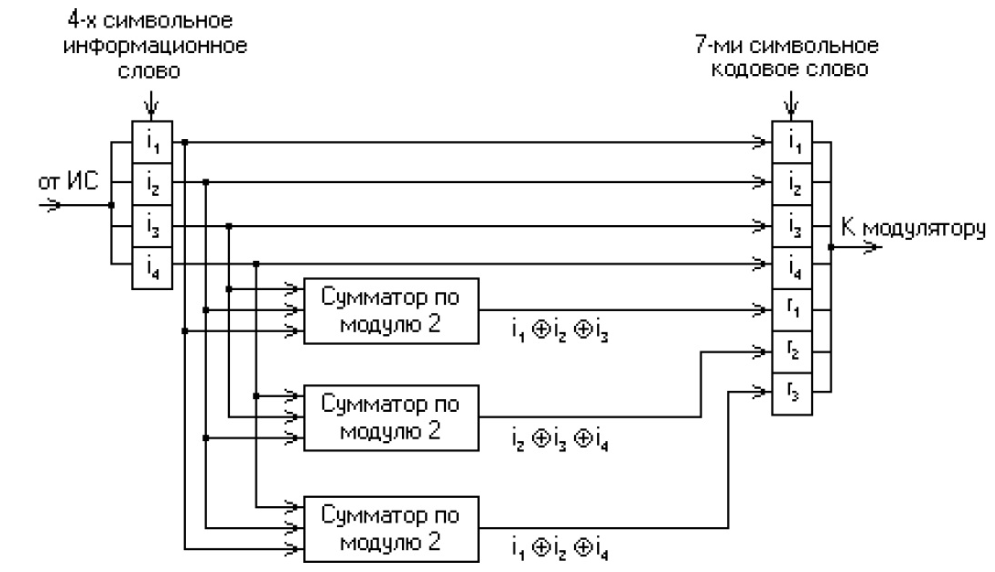 4-х символьное
информационное
слово
7-ми символьное
кодовое слово
i₁
i₂
i₃
i₄
от ИС
i₁
i₂
i₃
i₄
r₁
r₂
r₃
К модулятору
Сумматор по
модулю 2
i₁ ⊕i₂ ⊕i₃
Сумматор по
модулю 2
i₂ ⊕i₃ ⊕i₄
Сумматор по
модулю 2
i₁ ⊕i₂ ⊕i₄